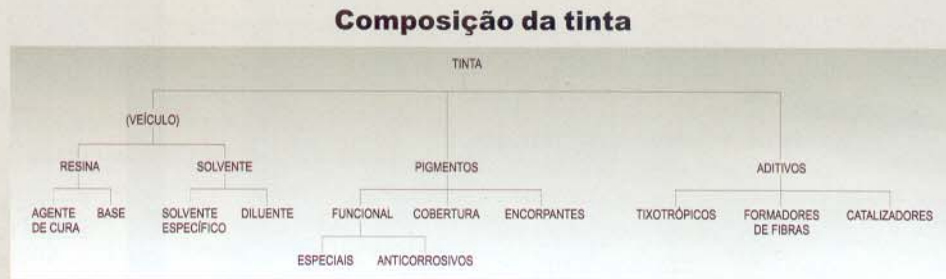 Composição da tinta
TINTA
(VEÍCULO)
RESINA SOLVENTE PIGMENTOS ADITIVOS
AGENTE DE CURA BASE SOLVENTE ESPECÍFICO DILUENTE FUNCIONAL COBERTURA ENCORPANTES TIXOTRÓPICOS FORMADORES DE FIBRAS CATALIZADORES
ESPECIAIS ANTICORROSIVOS